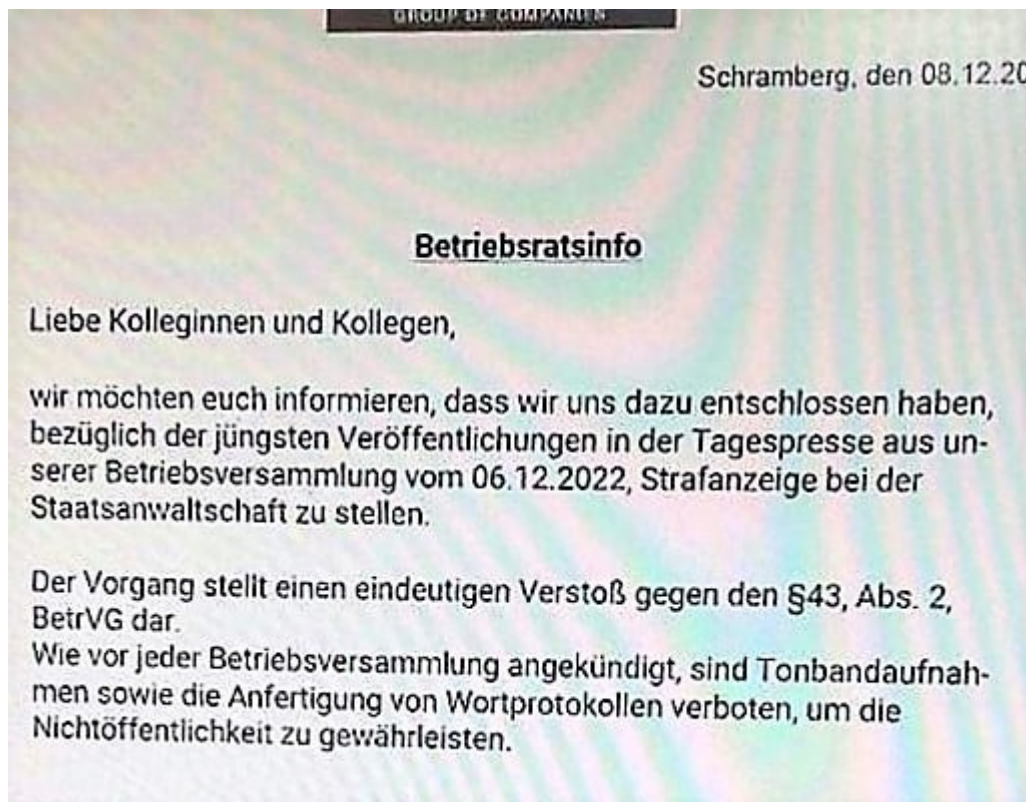 GROUP OF COMPANIES
Schramberg, den 08.12.20
Betriebsratsinfo
Liebe Kolleginnen und Kollegen,
wir möchten euch informieren, dass wir uns dazu entschlossen haben,
bezüglich der jüngsten Veröffentlichungen in der Tagespresse aus un-
serer Betriebsversammlung vom 06.12.2022, Strafanzeige bei der
Staatsanwaltschaft zu stellen.
Der Vorgang stellt einen eindeutigen Verstoß gegen den §43, Abs. 2,
BetrVG dar.
Wie vor jeder Betriebsversammlung angekündigt, sind Tonbandaufnah-
men sowie die Anfertigung von Wortprotokollen verboten, um die
Nichtöffentlichkeit zu gewährleisten.